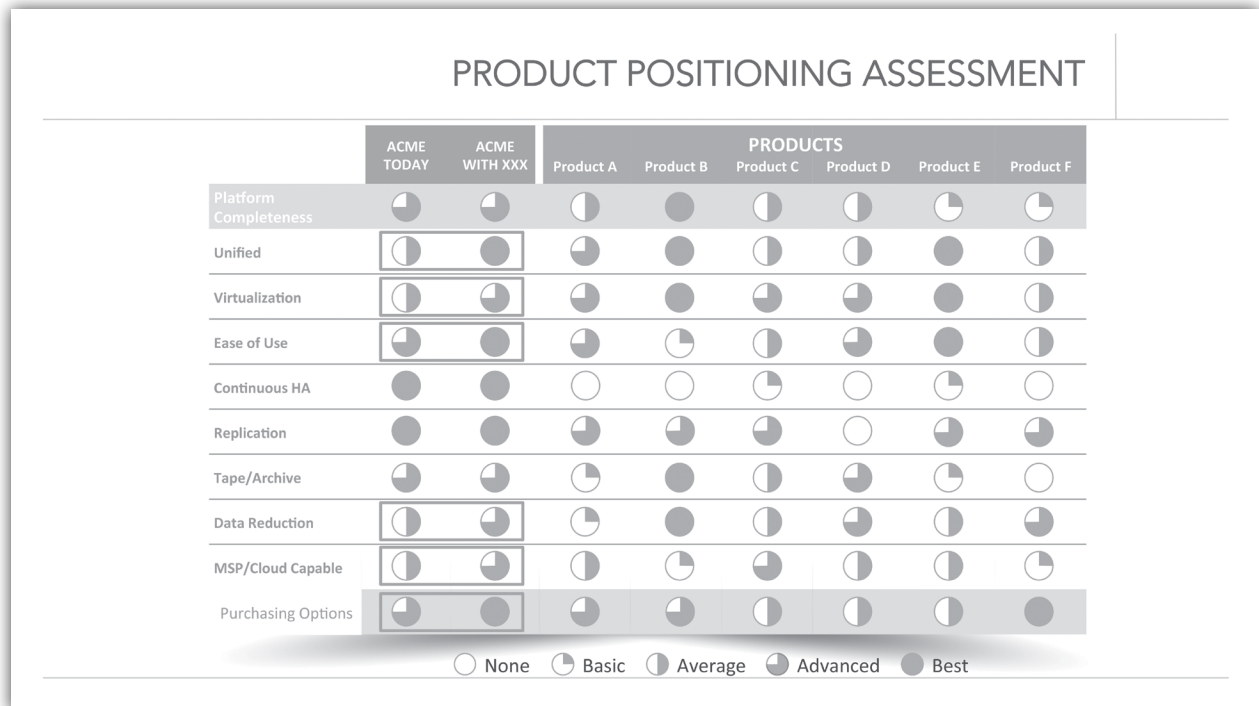 PRODUCT POSITIONING ASSESSMENT
ACME TODAY
ACME WITH XXX
PRODUCTS
Product A
Product B
Product C
Product D
Product E
Product F
Platform
Completeness
Unified
Virtualization
Ease of Use
Continuous HA
Replication
Tape/Archive
Data Reduction
MSP/Cloud Capable
Purchasing Options
None
Basic
Average
Advanced
Best